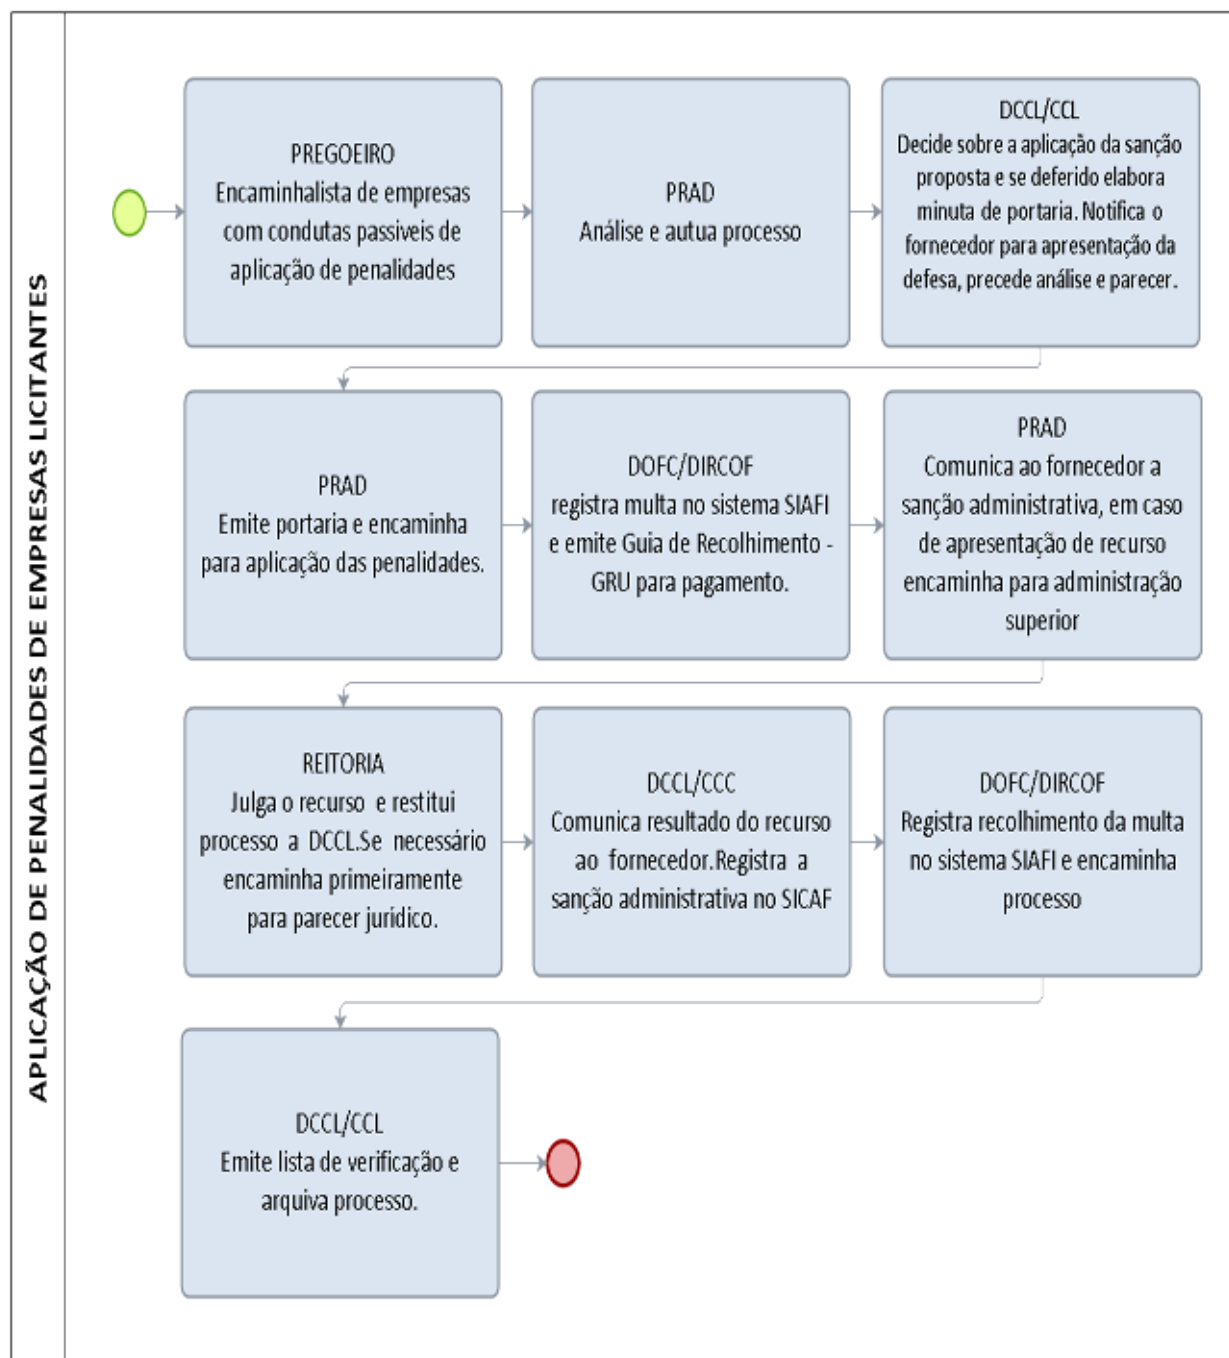 APLICAÇÃO DE PENALIDADES DE EMPRESAS LICITANTES
PREGOEIRO
Encaminhalista de empresas
com condutas passiveis de
aplicação de penalidades
PRAD
Análise e autua processo
DCCL/CCL
Decide sobre a aplicação da sanção
proposta e se deferido elabora
minuta de portaria. Notifica o
fornecedor para apresentação da
defesa, precede análise e parecer.
PRAD
Emite portaria e encaminha
para aplicação das penalidades.
DOFC/DIRCOF
registra multa no sistema SIAFI
e emite Guia de Recolhimento -
GRU para pagamento.
PRAD
Comunica ao fornecedor a
sanção administrativa, em caso
de apresentação de recurso
encaminha para administração
superior
REITORIA
Julga o recurso e restitui
processo a DCCL.Se necessário
encaminha primeiramente
para parecer jurídico.
DCCL/CCC
Comunica resultado do recurso
ao fornecedor.Registra a
sanção administrativa no SICAF
DOFC/DIRCOF
Registra recolhimento da multa
no sistema SIAFI e encaminha
processo
DCCL/CCL
Emite lista de verificação e
arquiva processo.